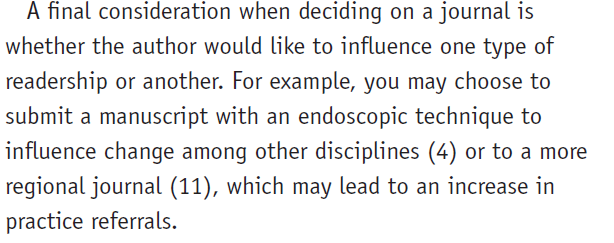 A final consideration when deciding on a journal is
whether the author would like to influence one type of
readership or another. For example, you may choose to
submit a manuscript with an endoscopic technique to
influence change among other disciplines (4) or to a more
regional journal (11), which may lead to an increase in
practice referrals.